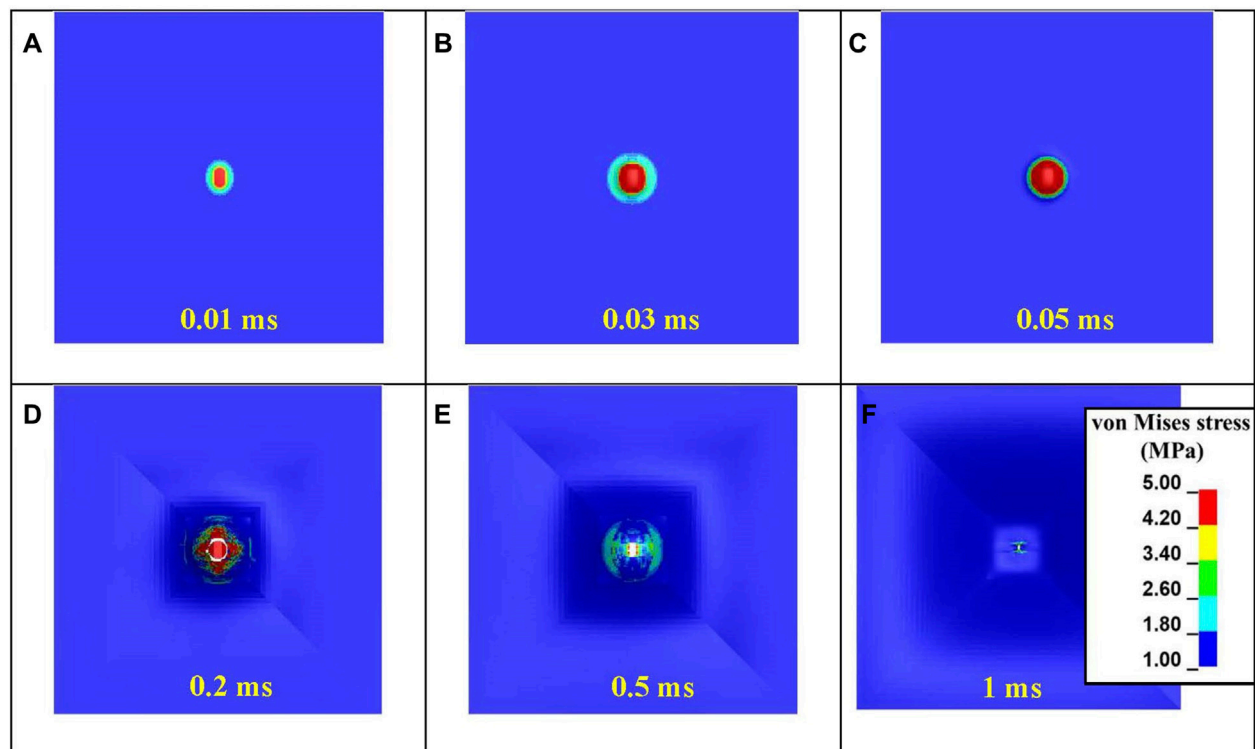 A
B
C
0.01 ms
0.03 ms
0.05 ms
D
E
F
von Mises stress
(MPa)
5.00
4.20
3.40
2.60
1.80
1.00
0.2 ms
0.5 ms
1 ms